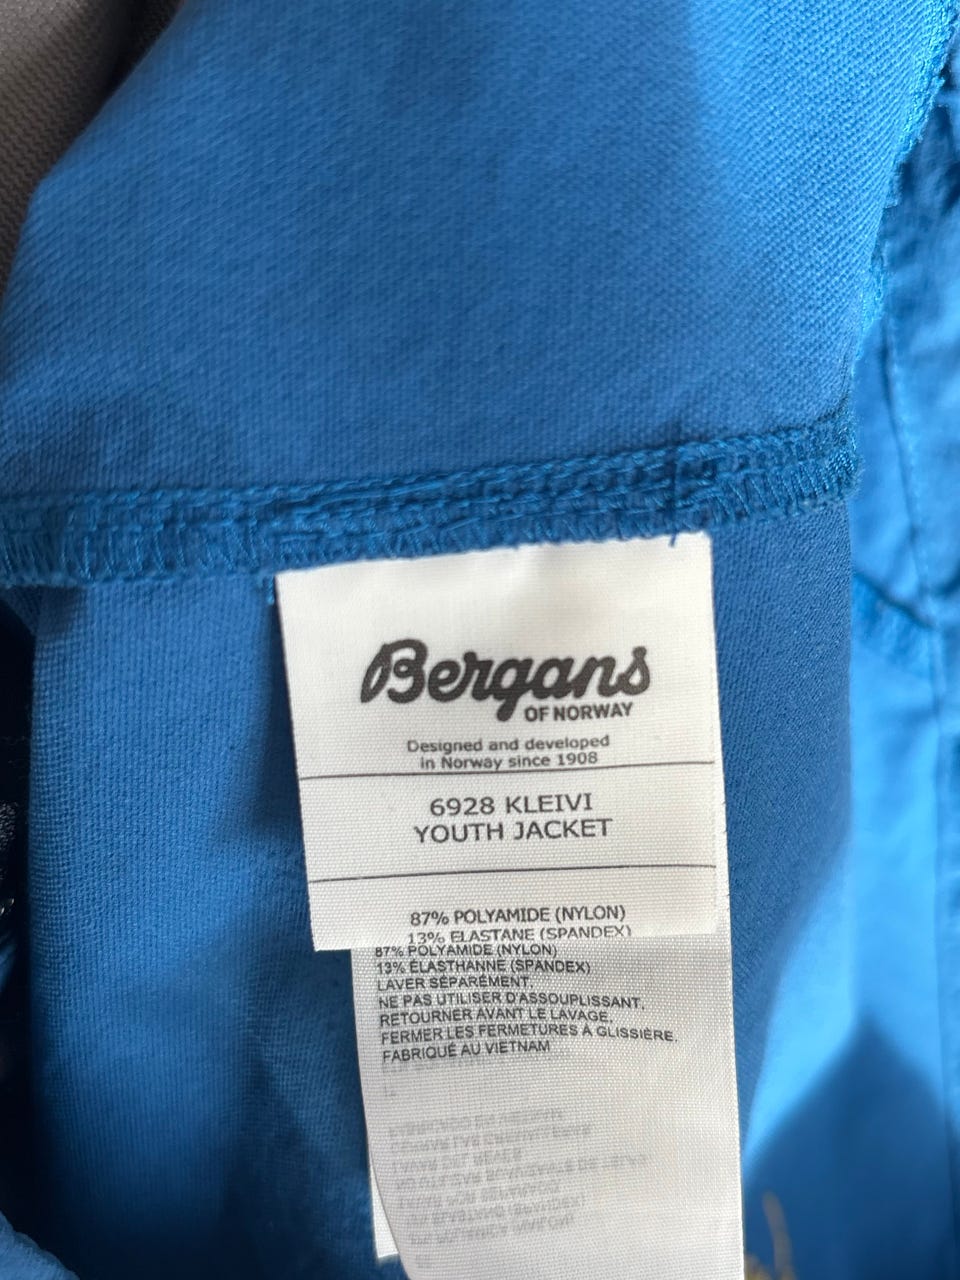 Bergans
OF NORWAY
Designed and developed
in Norway since 1908
6928 KLEIVI
YOUTH JACKET
87% POLYAMIDE (NYLON)
13% ELASTANE (SPANDEX)
87% POLYAMIDE (NYLON)
13% ÉLASTHANNE (SPANDEX)
LAVER SÉPARÉMENT.
NE PAS UTILISER D'ASSOUPLISSANT.
RETOURNER AVANT LE LAVAGE.
FERMER LES FERMETURES À GLISSIÈRE.
FABRIQUÉ AU VIETNAM